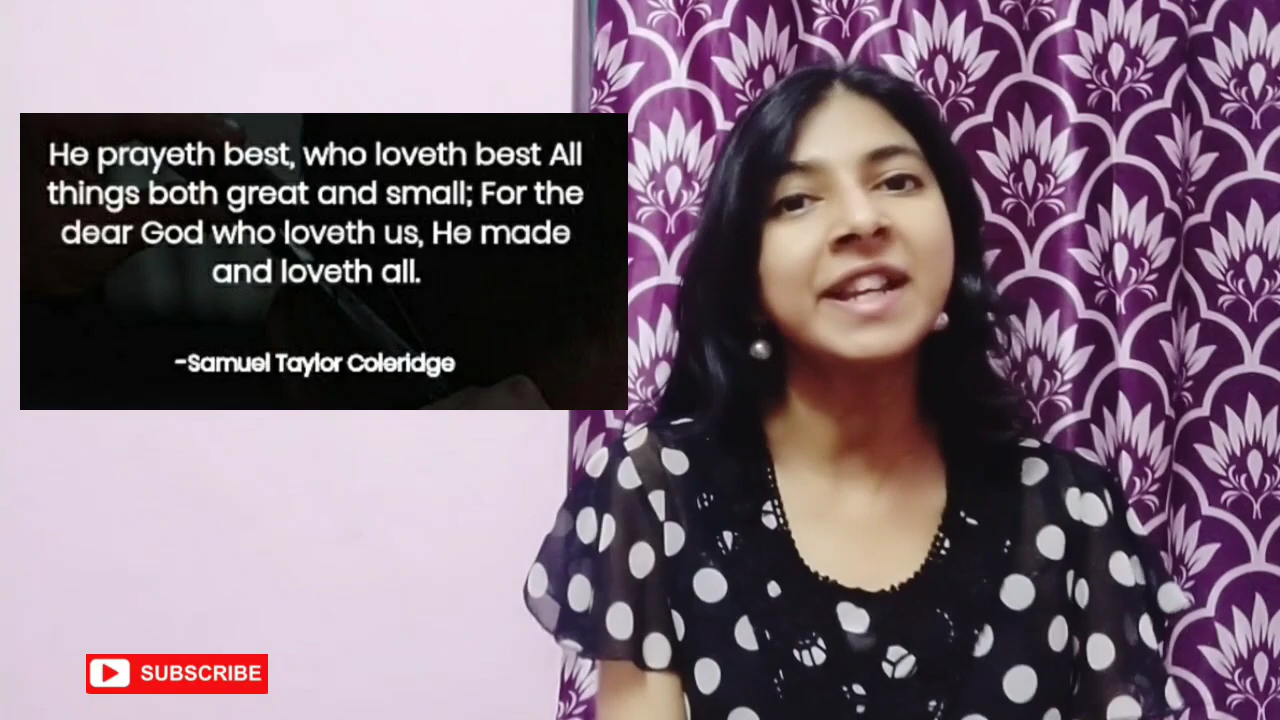 He prayeth best, who loveth best All
things both great and small; For the
dear God who loveth us, He made
and loveth all.
-Samuel Taylor Coleridge
SUBSCRIBE